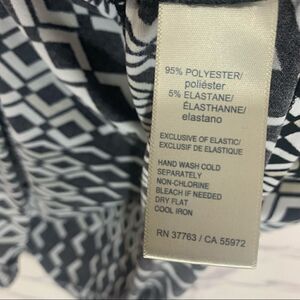 95% POLYESTER/
poliéster
5% ELASTANE/
ÉLASTHANNE/
elastano
EXCLUSIVE OF ELASTIC/
EXCLUSIF DE ELASTIQUE
HAND WASH COLD
SEPARATELY
NON-CHLORINE
BLEACH IF NEEDED
DRY FLAT
COOL IRON
RN 37763 / CA 55972